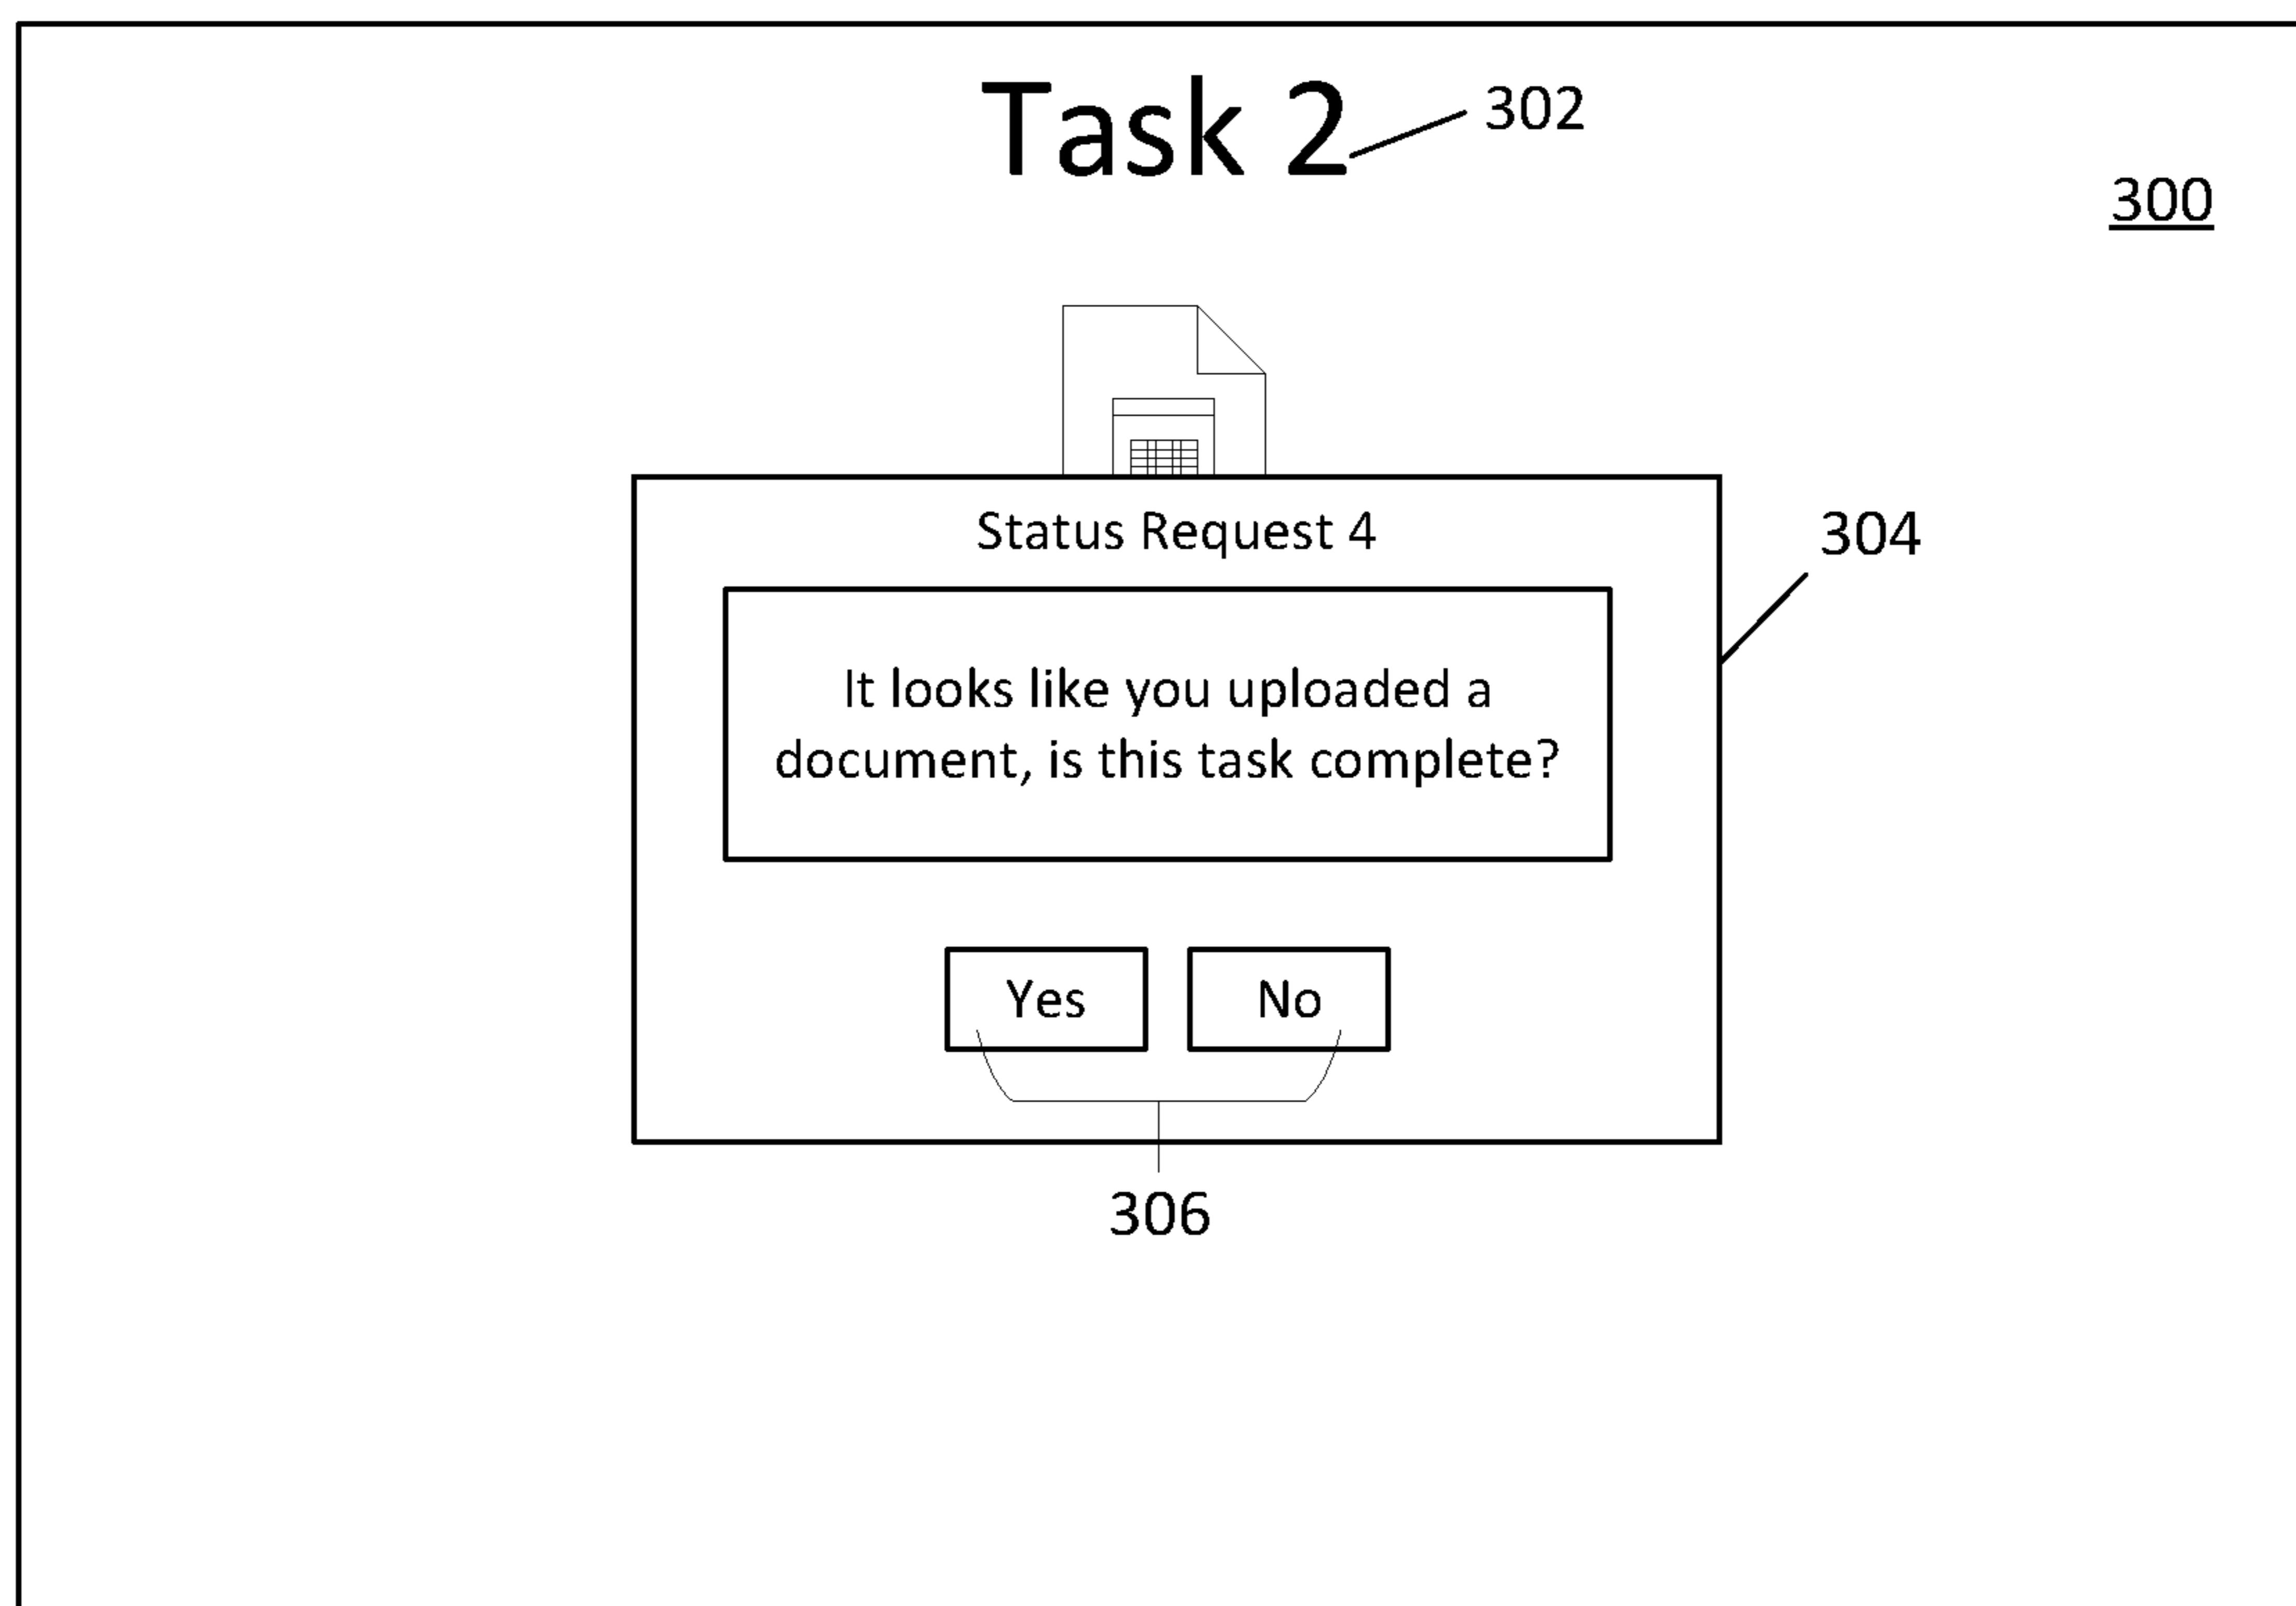 Task 2
302
300
Status Request 4
304
It looks like you uploaded a
document, is this task complete?
Yes
No
306